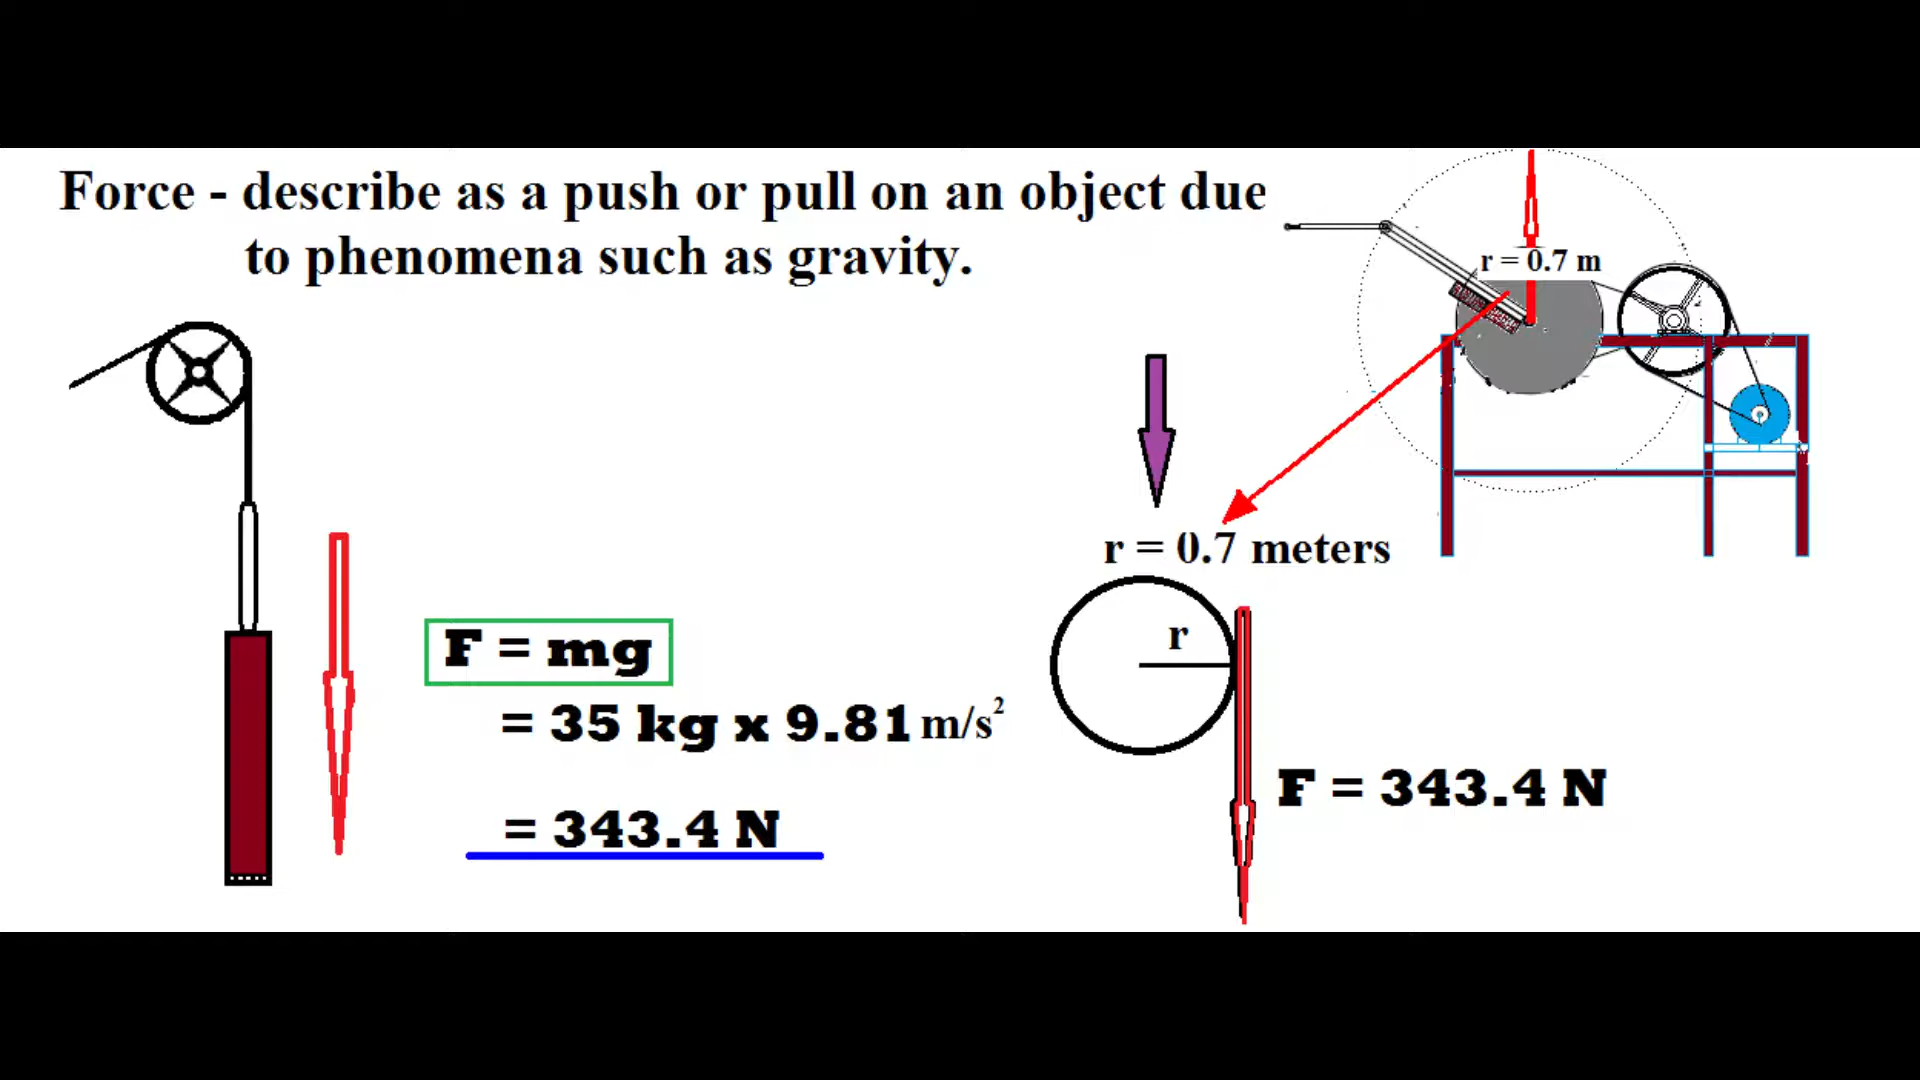 Force - describe as a push or pull on an object due
to phenomena such as gravity.
r = 0.7 m
r = 0.7 meters
r
F = mg
= 35 kg x 9.81 m/s²
= 343.4 N
F = 343.4 N